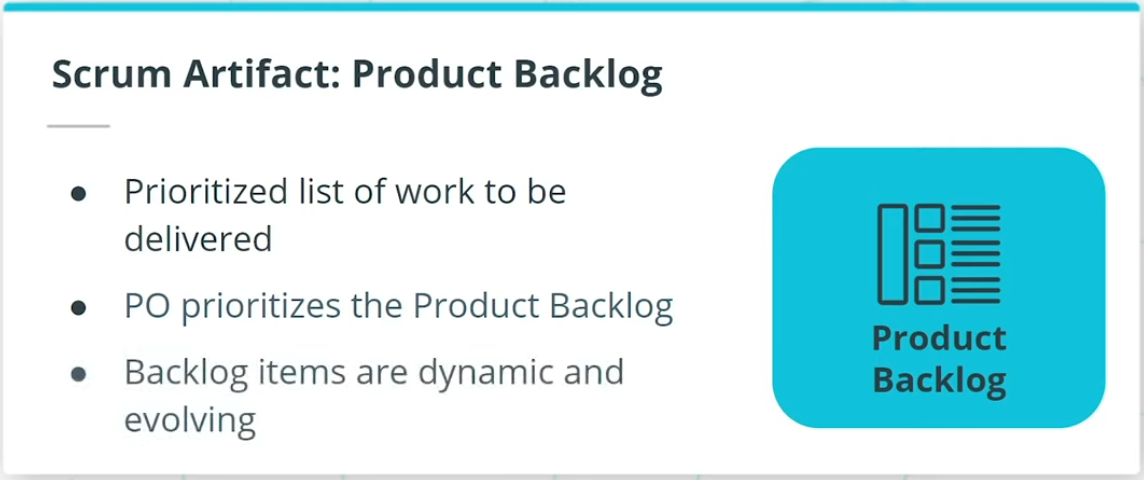 Scrum Artifact: Product Backlog
● Prioritized list of work to be
delivered
● PO prioritizes the Product Backlog
● Backlog items are dynamic and
evolving
Product
Backlog